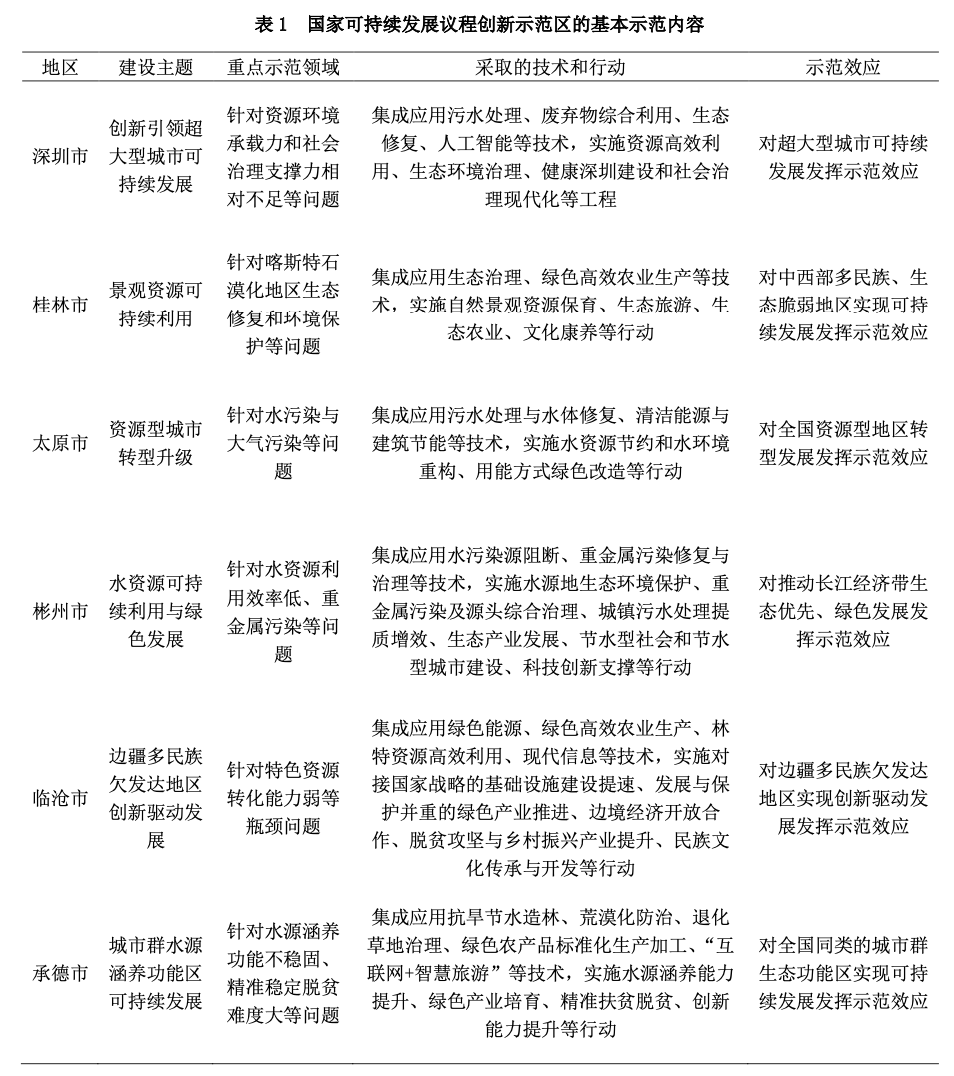 表 1 国家可持续发展议程创新示范区的基本示范内容
地区
建设主题
重点示范领域
采取的技术和行动
示范效应
深圳市
创新引领超
大型城市可
持续发展
针对资源环境
承载力和社会
治理支撑力相
对不足等问题
集成应用污水处理、废弃物综合利用、生态
修复、人工智能等技术，实施资源高效利
用、生态环境治理、健康深圳建设和社会治
理现代化等工程
对超大型城市可持续
发展发挥示范效应
桂林市
景观资源可
持续利用
针对喀斯特石
漠化地区生态
修复和环境保
护等问题
集成应用生态治理、绿色高效农业生产等技
术，实施自然景观资源保育、生态旅游、生
态农业、文化康养等行动
对中西部多民族、生
态脆弱地区实现可持
续发展发挥示范效应
太原市
资源型城市
转型升级
针对水污染与
大气污染等问
题
集成应用污水处理与水体修复、清洁能源与
建筑节能等技术，实施水资源节约和水环境
重构、用能方式绿色改造等行动
对全国资源型地区转
型发展发挥示范效应
彬州市
水资源可持
续利用与绿
色发展
针对水资源利
用效率低、重
金属污染等问
题
集成应用水污染源阻断、重金属污染修复与
治理等技术，实施水源地生态环境保护、重
金属污染及源头综合治理、城镇污水处理提
质增效、生态产业发展、节水型社会和节水
型城市建设、科技创新支撑等行动
对推动长江经济带生
态优先、绿色发展发
挥示范效应
临沧市
边疆多民族
欠发达地区
创新驱动发
展
针对特色资源
转化能力弱等
瓶颈问题
集成应用绿色能源、绿色高效农业生产、林
特资源高效利用、现代信息等技术，实施对
接国家战略的基础设施建设提速、发展与保
护并重的绿色产业推进、边境经济开放合
作、脱贫攻坚与乡村振兴产业提升、民族文
化传承与开发等行动
对边疆多民族欠发达
地区实现创新驱动发
展发挥示范效应
承德市
城市群水源
涵养功能区
可持续发展
针对水源涵养
功能不稳固、
精准稳定脱贫
难度大等问题
集成应用抗旱节水造林、荒漠化防治、退化
草地治理、绿色农产品标准化生产加工、“互
联网+智慧旅游”等技术，实施水源涵养能力
提升、绿色产业培育、精准扶贫脱贫、创新
能力提升等行动
对全国同类的城市群
生态功能区实现可持
续发展发挥示范效应